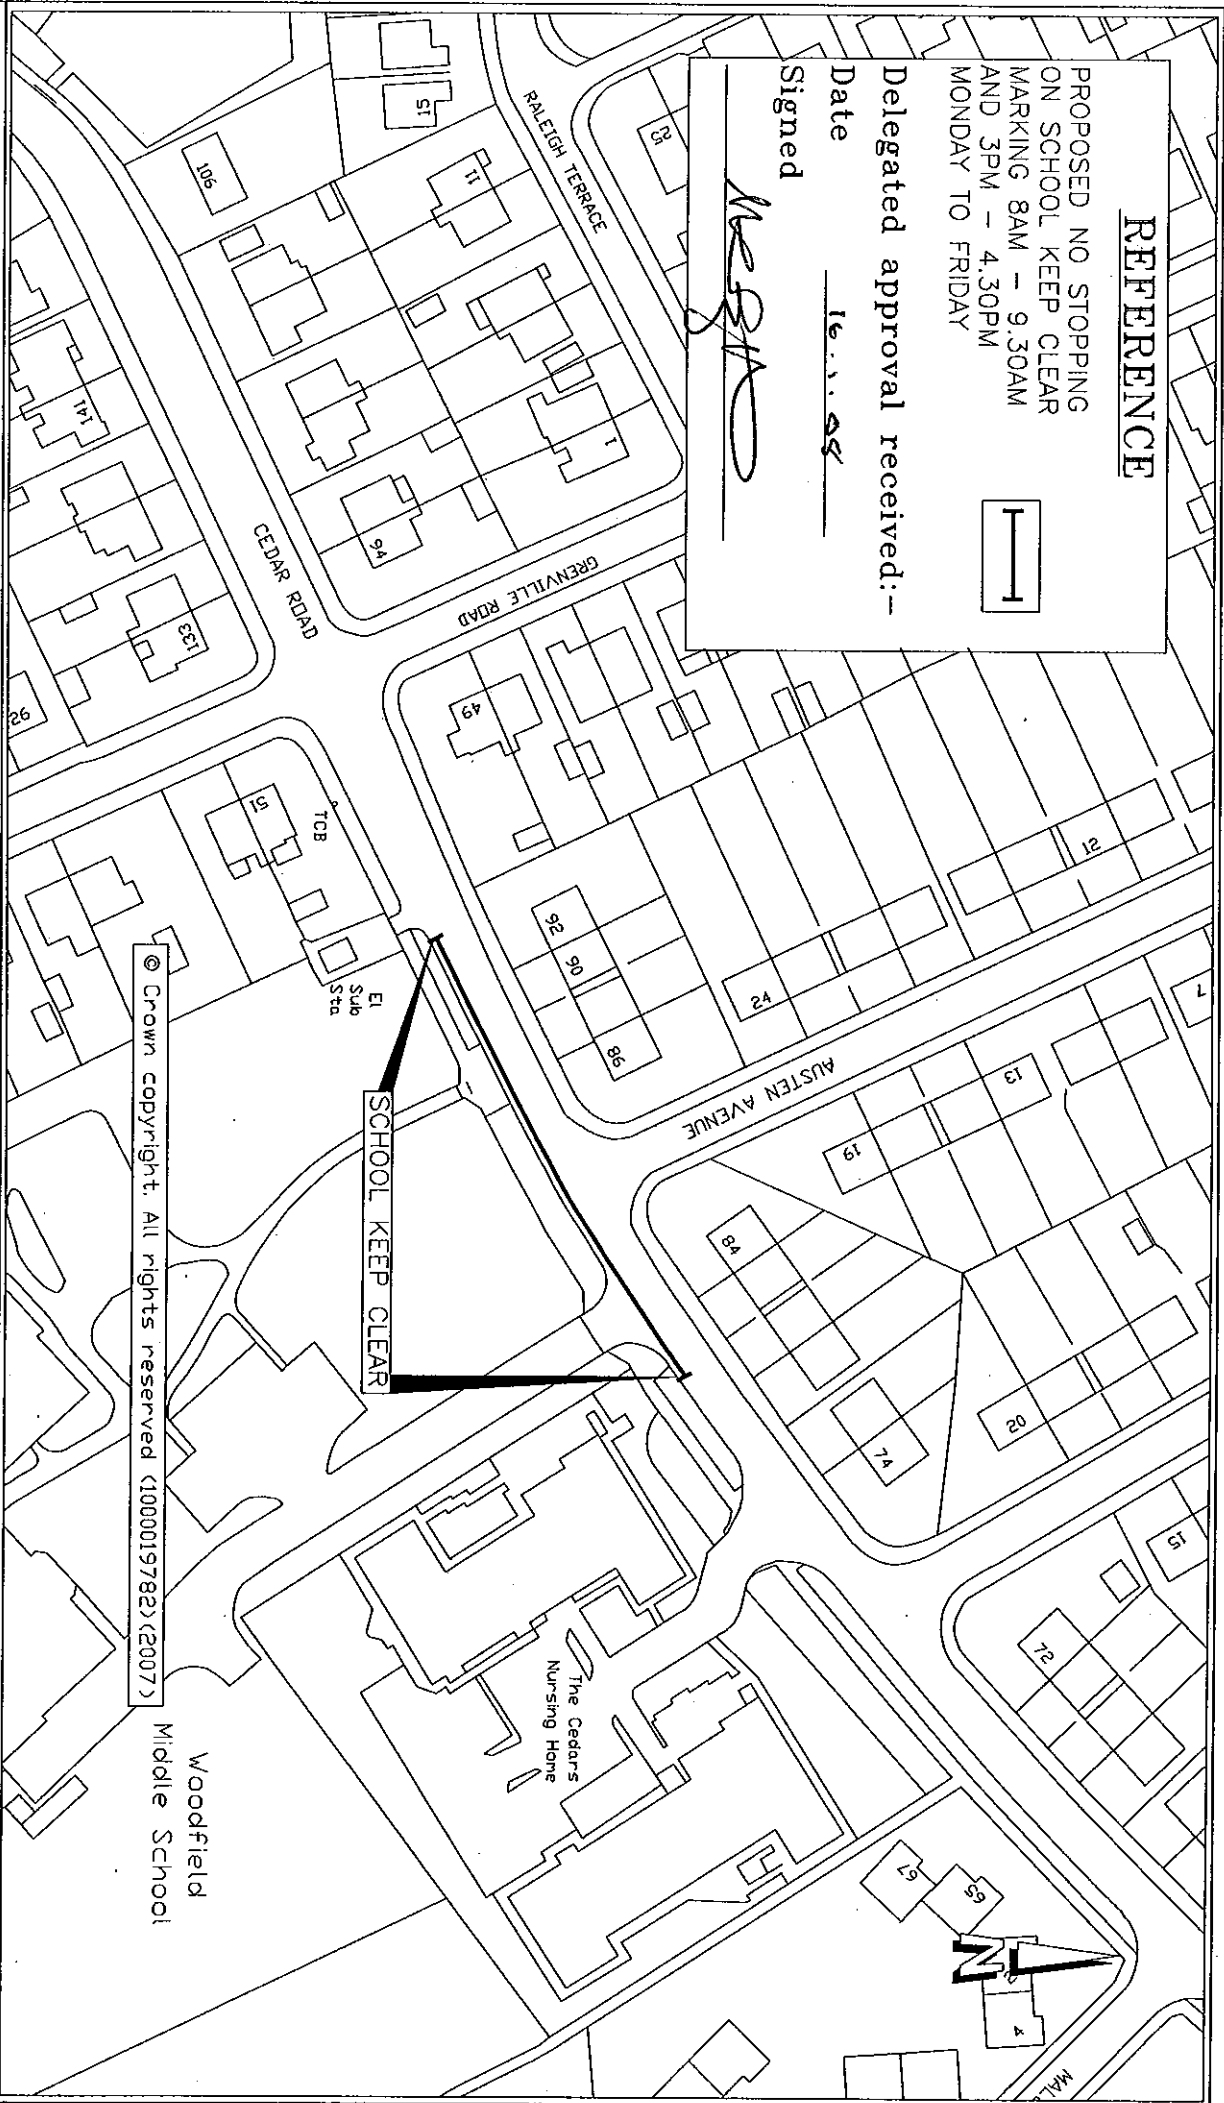 REFERENCE
PROPOSED NO STOPPING
ON SCHOOL KEEP CLEAR
MARKING 8AM - 9.30AM
AND 3PM - 4.30PM
MONDAY TO FRIDAY
Delegated approval received:-
Date
Signed
RALEIGH TERRACE
GRENVILLE ROAD
CEDAR ROAD
AUSTEN AVENUE
15
106
11
25
1
94
141
133
92
49
51
TCB
El
Sub
Sta
92
90
86
24
12
7
13
19
84
74
20
15
72
67
65
4
N
SCHOOL KEEP CLEAR
The Cedars
Nursing Home
Woodfield
Middle School
© Crown copyright. All rights reserved (100019782)(2007)